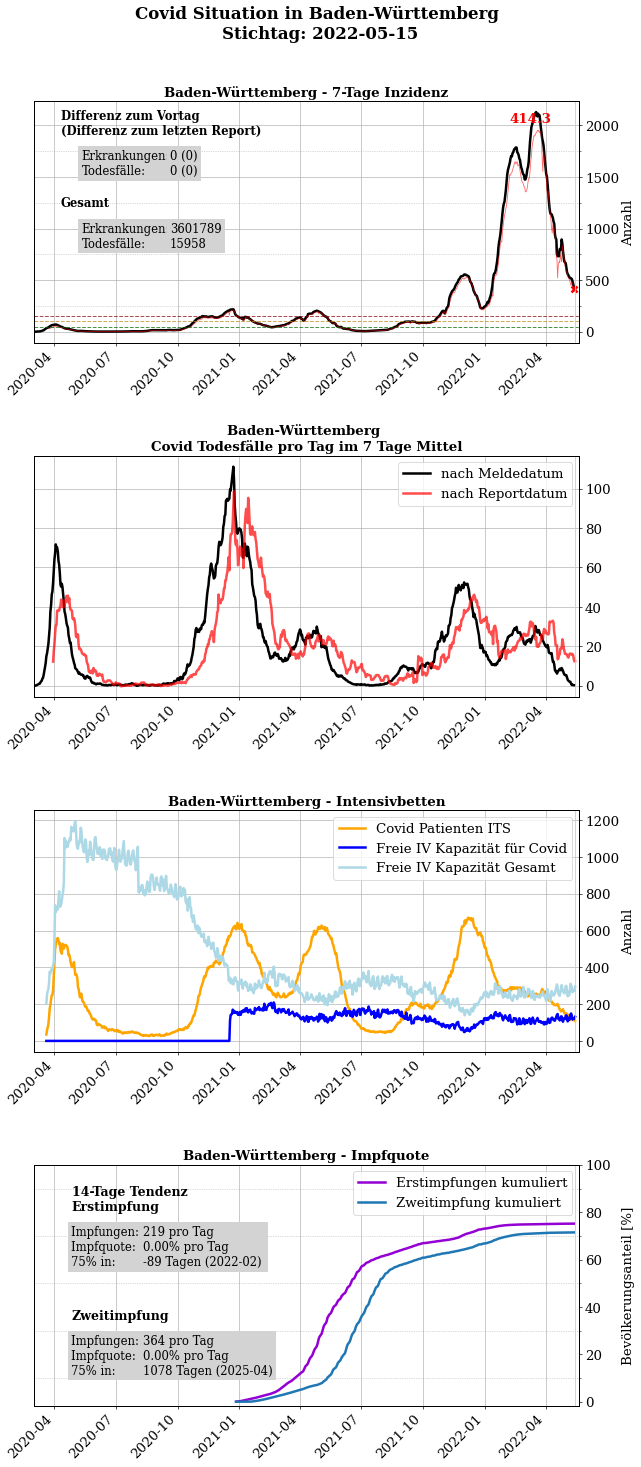 Covid Situation in Baden-Württemberg
Stichtag: 2022-05-15
Baden-Württemberg - 7-Tage Inzidenz
Differenz zum Vortag
(Differenz zum letzten Report)
Erkrankungen 0 (0)
Todesfälle: 0 (0)
Gesamt
Erkrankungen 3601789
Todesfälle: 15958
414.3
2000
1500
1000
500
0
Anzahl
2020-04 2020-07 2020-10 2021-01 2021-04 2021-07 2021-10 2022-01 2022-04
Baden-Württemberg
Covid Todesfälle pro Tag im 7 Tage Mittel
nach Meldedatum
nach Reportdatum
100
80
60
40
20
0
2020-04 2020-07 2020-10 2021-01 2021-04 2021-07 2021-10 2022-01 2022-04
Baden-Württemberg - Intensivbetten
Covid Patienten ITS
Freie IV Kapazität für Covid
Freie IV Kapazität Gesamt
1200
1000
800
600
400
200
0
Anzahl
2020-04 2020-07 2020-10 2021-01 2021-04 2021-07 2021-10 2022-01 2022-04
Baden-Württemberg - Impfquote
14-Tage Tendenz
Erstimpfung
Impfungen: 219 pro Tag
Impfquote: 0.00% pro Tag
75% in: -89 Tagen (2022-02)
Zweitimpfung
Impfungen: 364 pro Tag
Impfquote: 0.00% pro Tag
75% in: 1078 Tagen (2025-04)
Erstimpfungen kumuliert
Zweitimpfung kumuliert
100
80
60
40
20
0
Bevölkerungsanteil [%]
2020-04 2020-07 2020-10 2021-01 2021-04 2021-07 2021-10 2022-01 2022-04